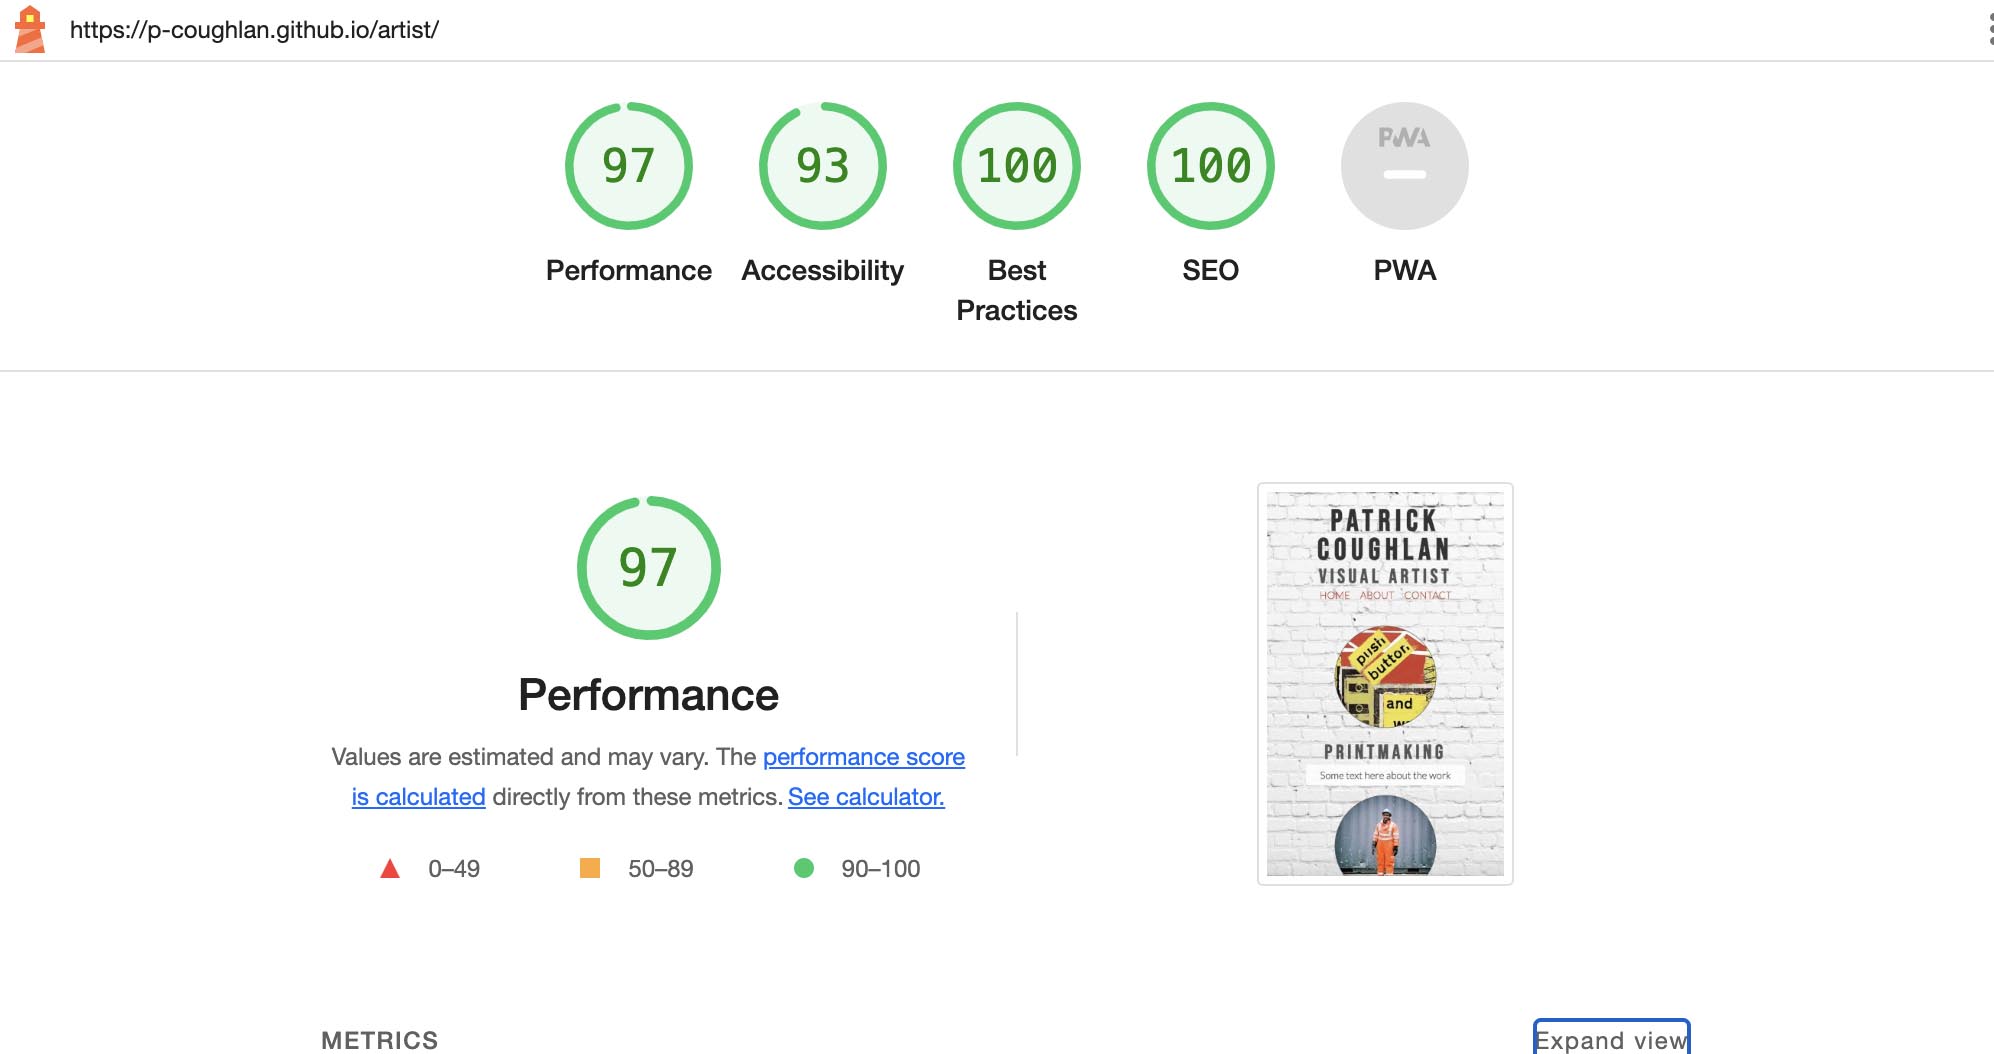 https://p-coughlan.github.io/artist/
97
93
100
100
PWA
Performance
Accessibility
Best
Practices
SEO
PWA
97
Performance
Values are estimated and may vary. The performance score
is calculated directly from these metrics. See calculator.
0–49
50–89
90–100
PATRICK
COUGHLAN
VISUAL ARTIST
HOME ABOUT CONTACT
push
button,
and
PRINTMAKING
Some text here about the work
METRICS
Expand view